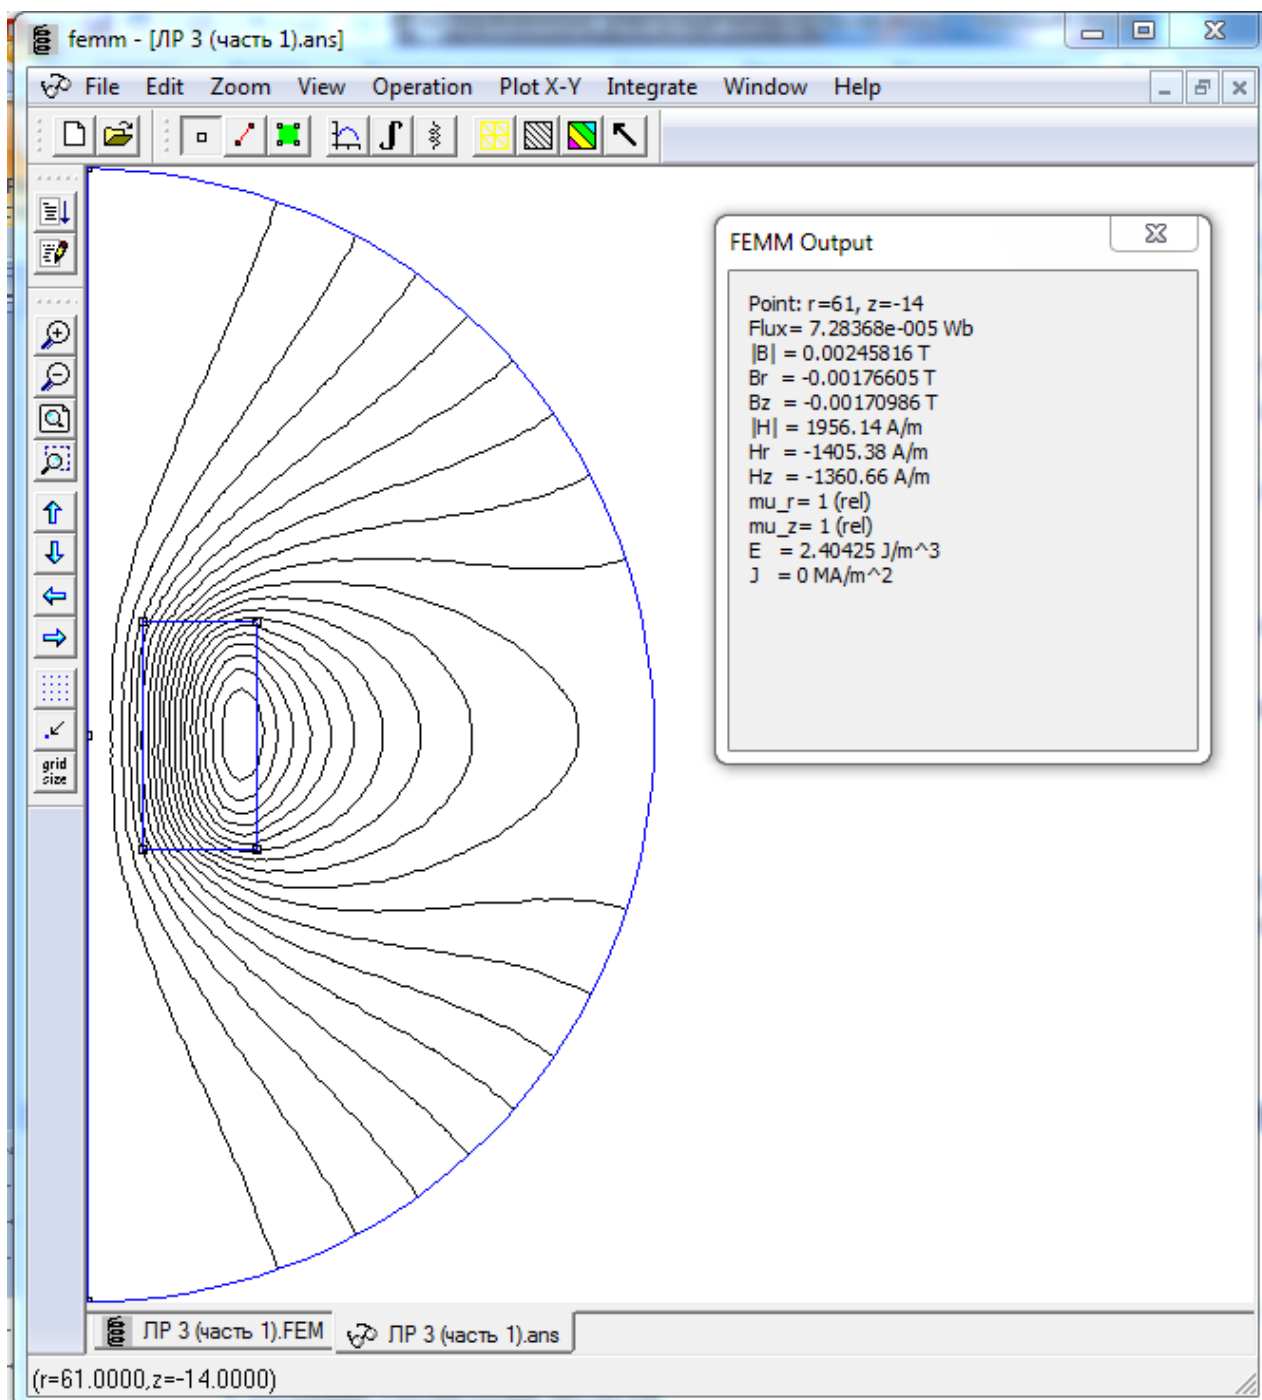 femm - [ЛР 3 (часть 1).ans]
File Edit Zoom View Operation Plot X-Y Integrate Window Help
FEMM Output
Point: r=61, z=-14
Flux= 7.28368e-005 Wb
|B| = 0.00245816 T
Br = -0.00176605 T
Bz = -0.00170986 T
|H| = 1956.14 A/m
Hr = -1405.38 A/m
Hz = -1360.66 A/m
mu_r= 1 (rel)
mu_z= 1 (rel)
E = 2.40425 J/m^3
J = 0 MA/m^2
grid
size
ЛР 3 (часть 1).FEM
ЛР 3 (часть 1).ans
(r=61.0000,z=-14.0000)